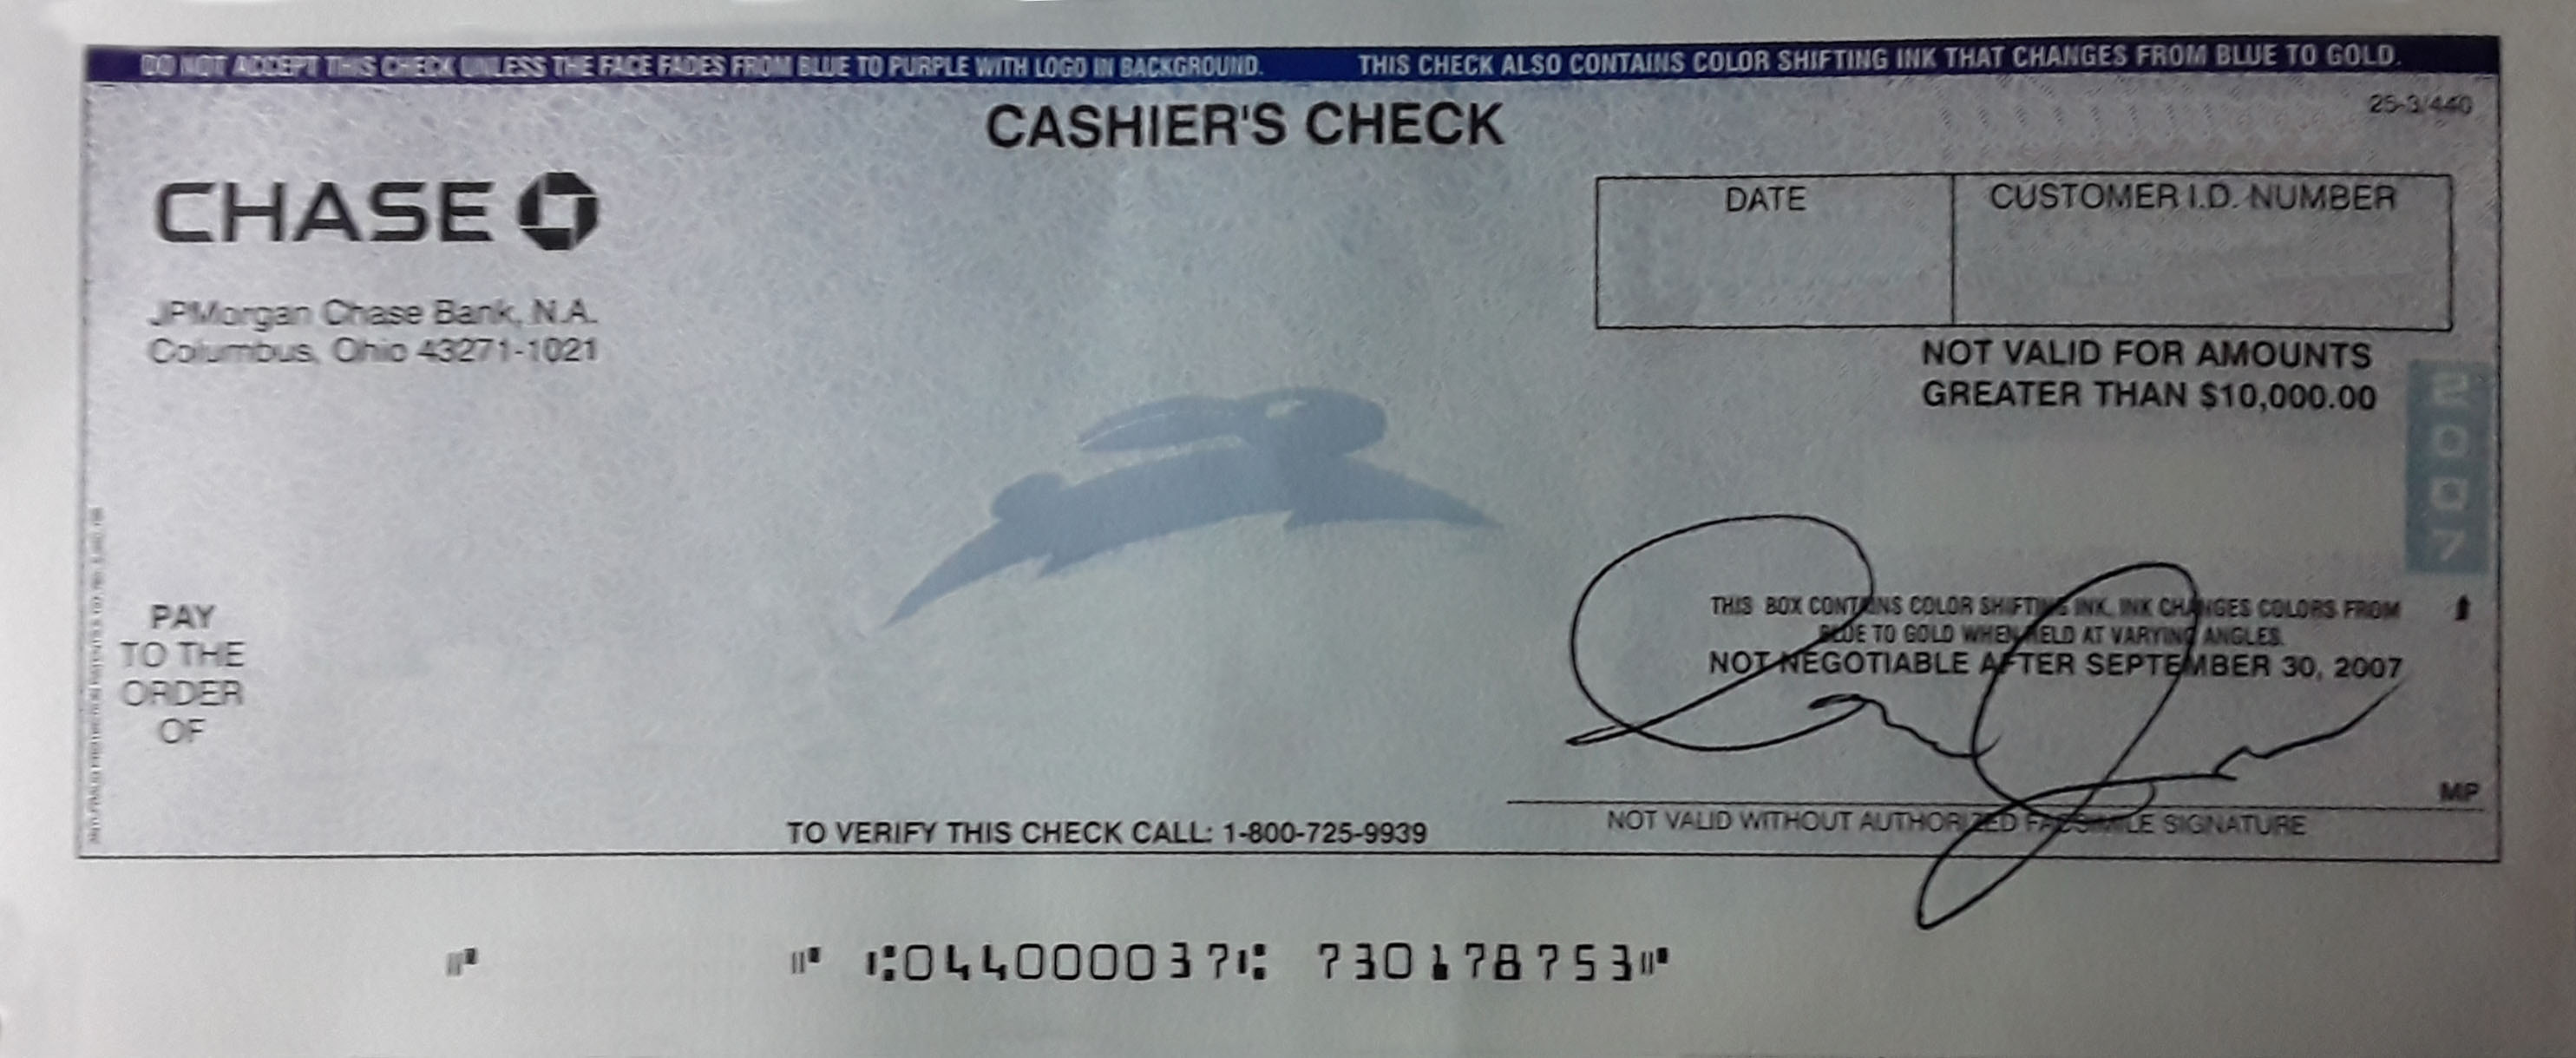 DO NOT ACCEPT THIS CHECK UNLESS THE FACE FADES FROM BLUE TO PURPLE WITH LOGO IN BACKGROUND. THIS CHECK ALSO CONTAINS COLOR SHIFTING INK THAT CHANGES FROM BLUE TO GOLD.
25-3/440
CASHIER'S CHECK
CHASE
DATE
CUSTOMER I.D. NUMBER
JPMorgan Chase Bank, N.A.
Columbus, Ohio 43271-1021
NOT VALID FOR AMOUNTS
GREATER THAN $10,000.00
2007
PAY
TO THE
ORDER
OF
THIS BOX CONTAINS COLOR SHIFTING INK, INK CHANGES COLORS FROM
BLUE TO GOLD WHEN HELD AT VARYING ANGLES.
NOT NEGOTIABLE AFTER SEPTEMBER 30, 2007
MP
TO VERIFY THIS CHECK CALL: 1-800-725-9939
NOT VALID WITHOUT AUTHORIZED FACSIMILE SIGNATURE
⑈ ⑈ ⑆044000037⑆ 730178753⑈